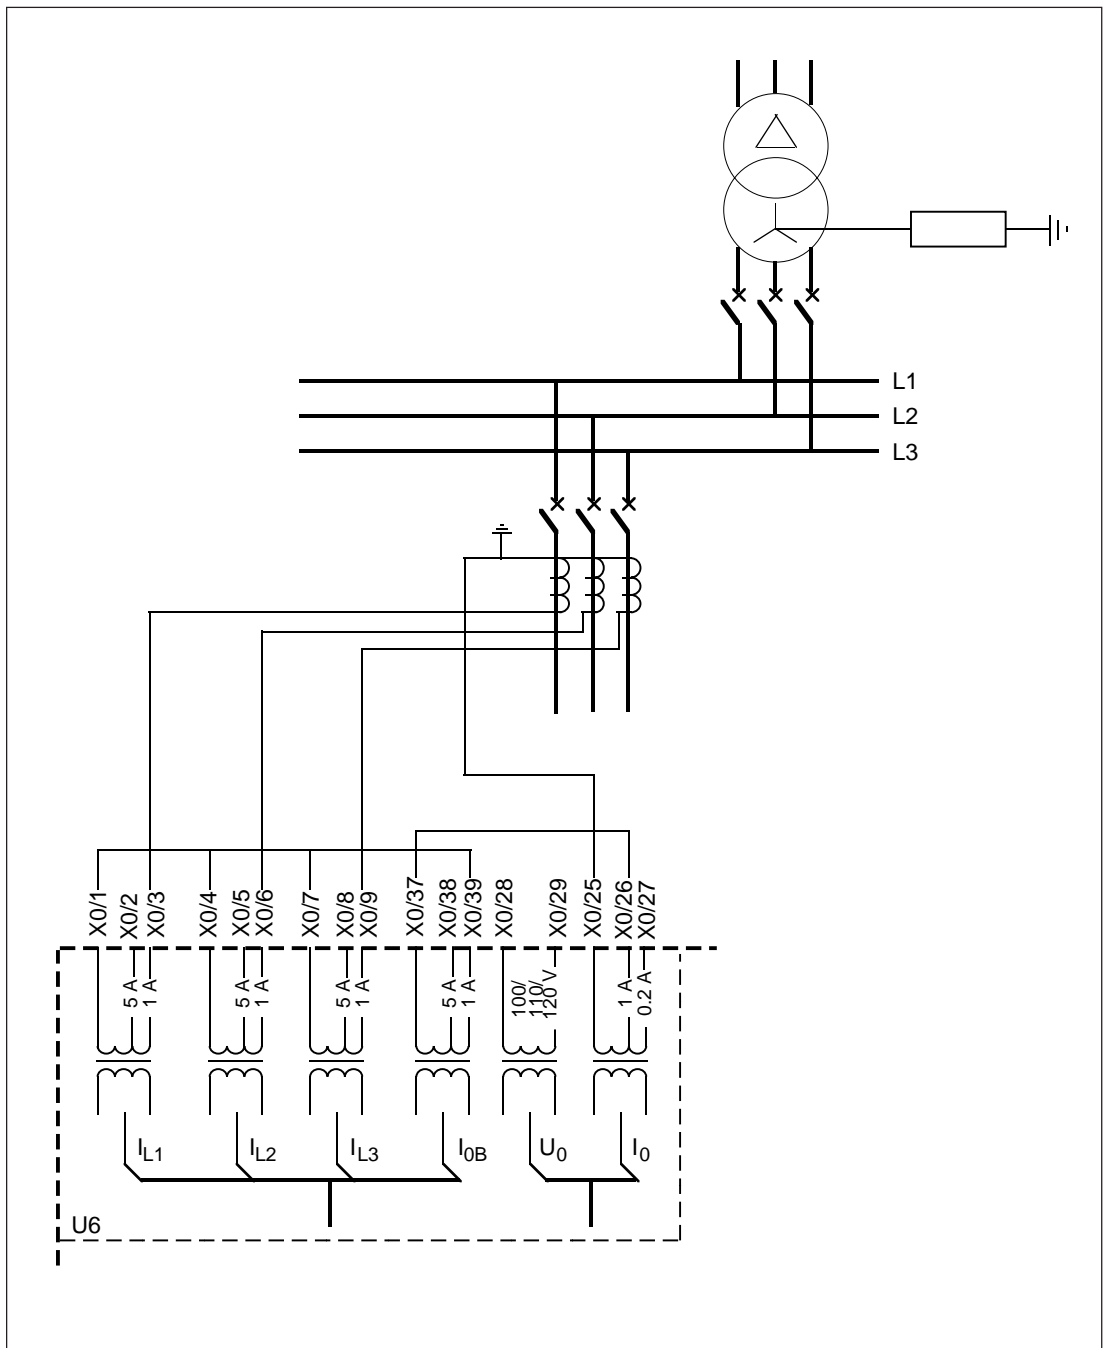 L1
L2
L3
X0/1
X0/2
X0/3
X0/4
X0/5
X0/6
X0/7
X0/8
X0/9
X0/37
X0/38
X0/39
X0/28
X0/29
X0/25
X0/26
X0/27
5 A
1 A
5 A
1 A
5 A
1 A
5 A
1 A
100/
110/
120 V
1 A
0.2 A
IL1
IL2
IL3
I0B
U0
I0
U6